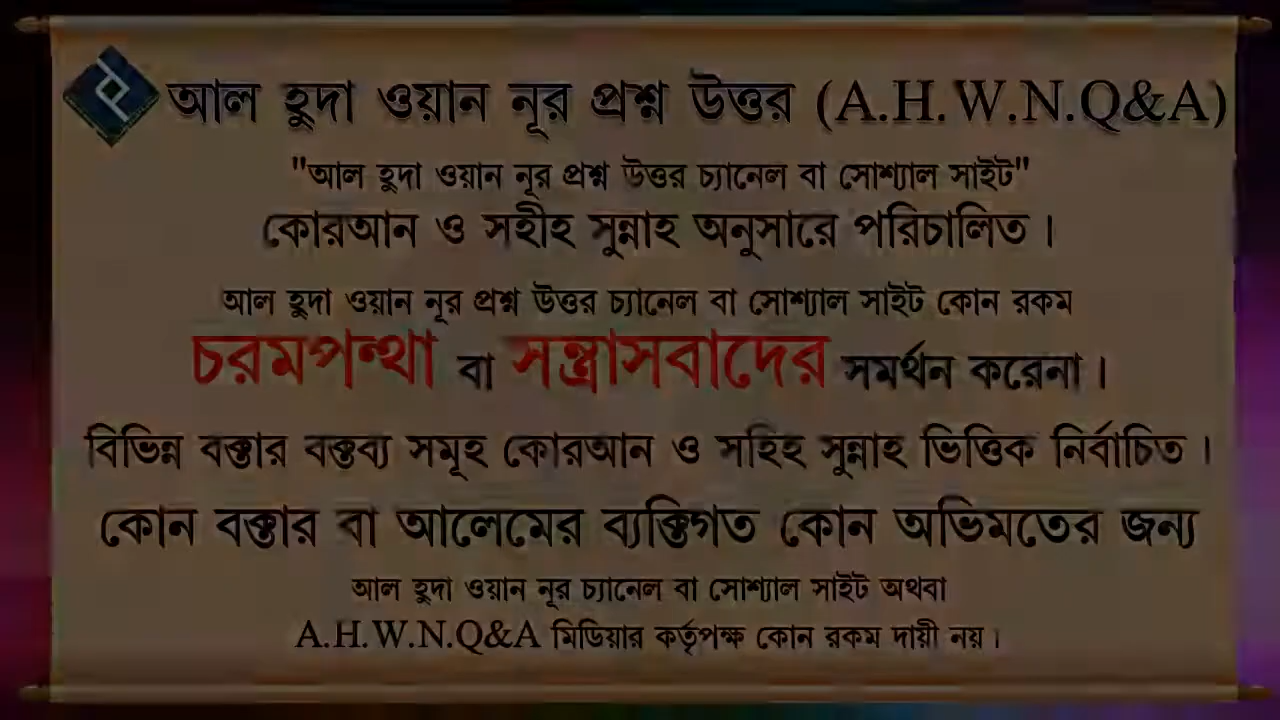 আল হুদা ওয়ান নূর প্রশ্ন উত্তর (A.H.W.N.Q&A)
"আল হুদা ওয়ান নূর প্রশ্ন উত্তর চ্যানেল বা সোশ্যাল সাইট"
কোরআন ও সহীহ সুন্নাহ অনুসারে পরিচালিত ।
আল হুদা ওয়ান নূর প্রশ্ন উত্তর চ্যানেল বা সোশ্যাল সাইট কোন রকম
চরমপন্থা বা সন্ত্রাসবাদের সমর্থন করেনা ।
বিভিন্ন বক্তার বক্তব্য সমূহ কোরআন ও সহিহ সুন্নাহ ভিত্তিক নির্বাচিত ।
কোন বক্তার বা আলেমের ব্যক্তিগত কোন অভিমতের জন্য
আল হুদা ওয়ান নূর চ্যানেল বা সোশ্যাল সাইট অথবা
A.H.W.N.Q&A মিডিয়ার কর্তৃপক্ষ কোন রকম দায়ী নয় ।